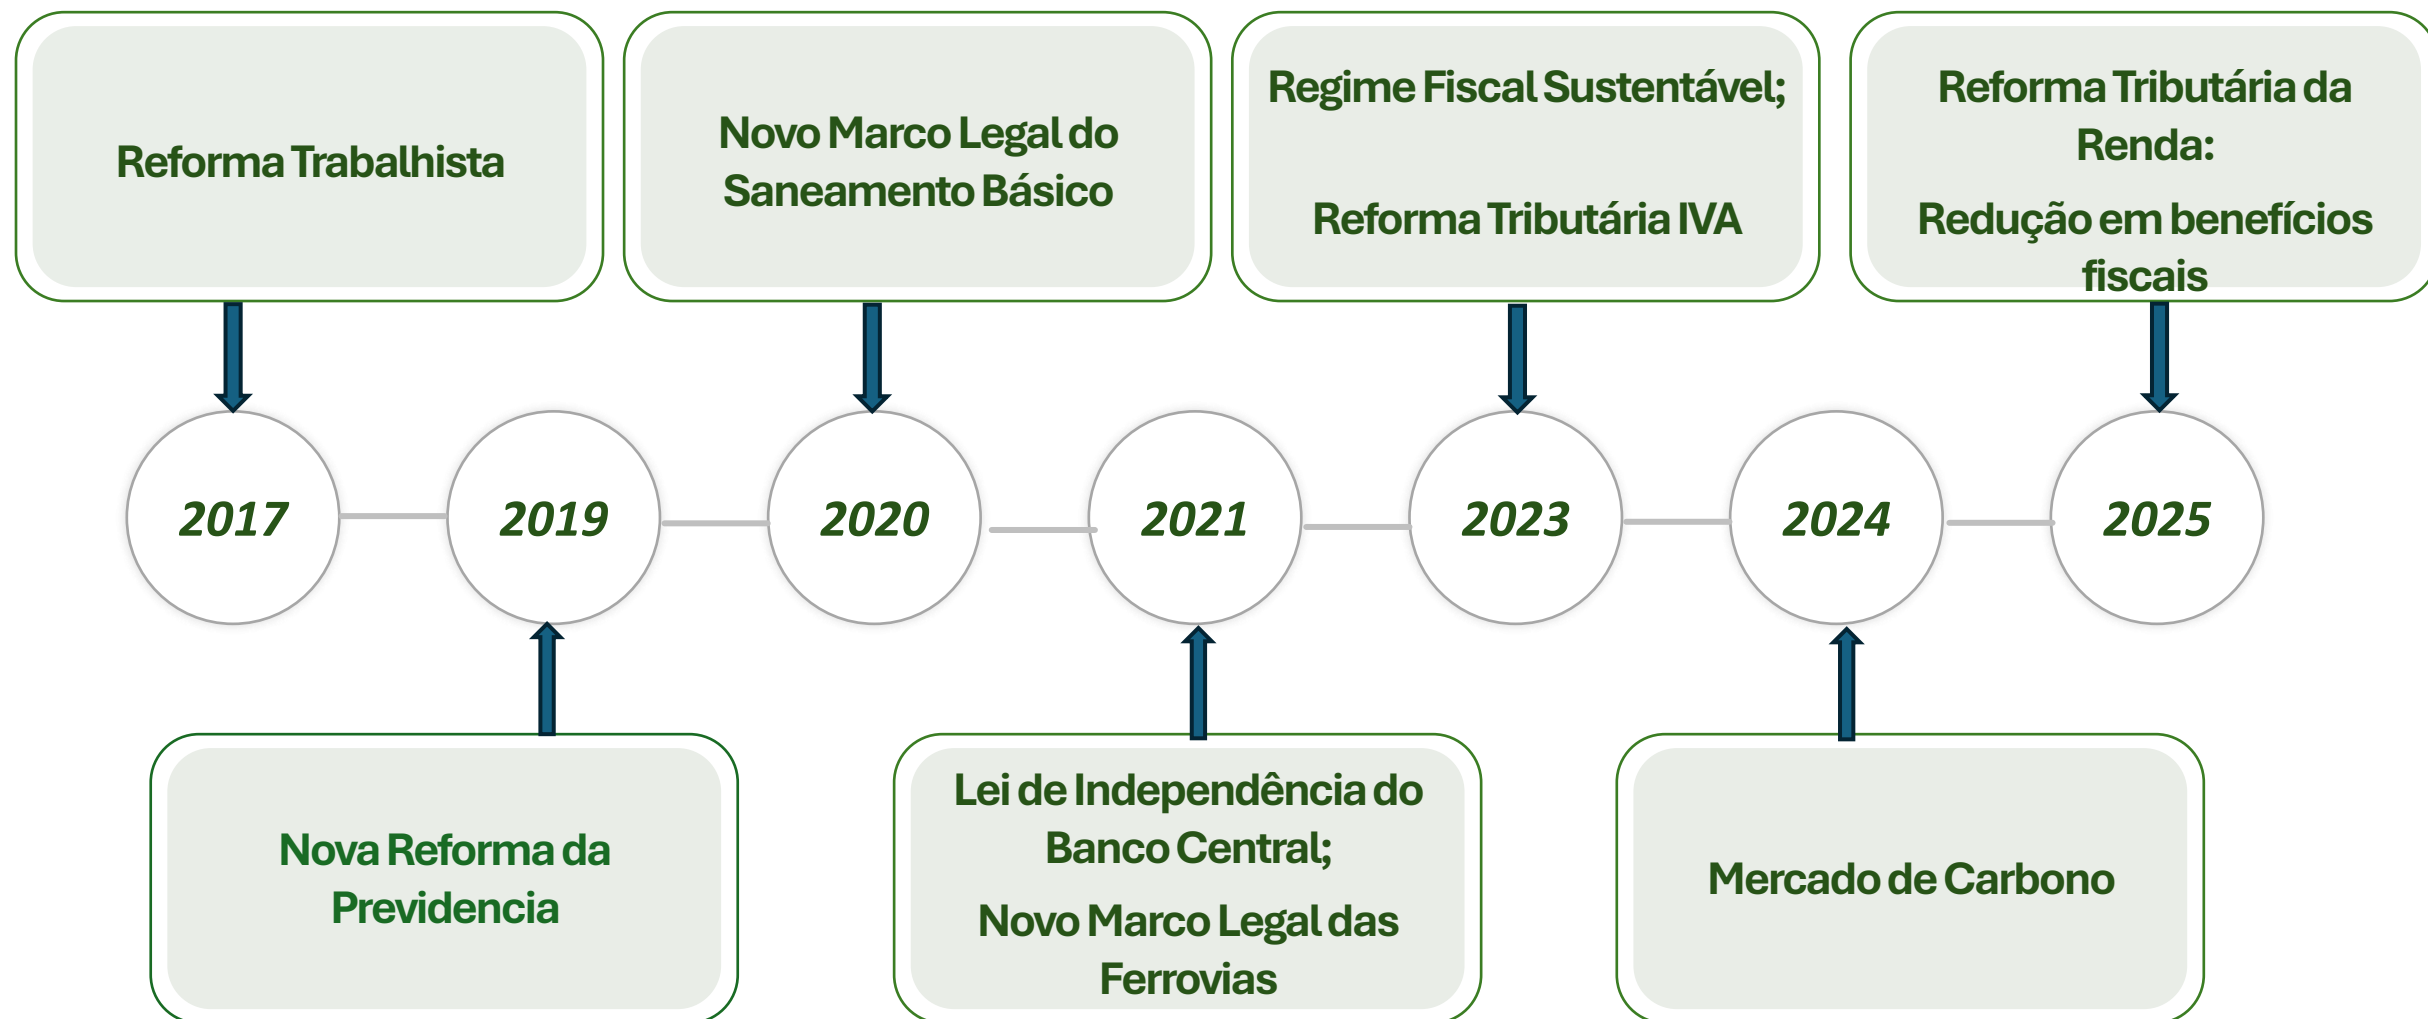 Reforma Trabalhista
Novo Marco Legal do
Saneamento Básico
Regime Fiscal Sustentável;
Reforma Tributária IVA
Reforma Tributária da
Renda:
Redução em benefícios
fiscais
2017
2019
2020
2021
2023
2024
2025
Nova Reforma da
Previdencia
Lei de Independência do
Banco Central;
Novo Marco Legal das
Ferrovias
Mercado de Carbono